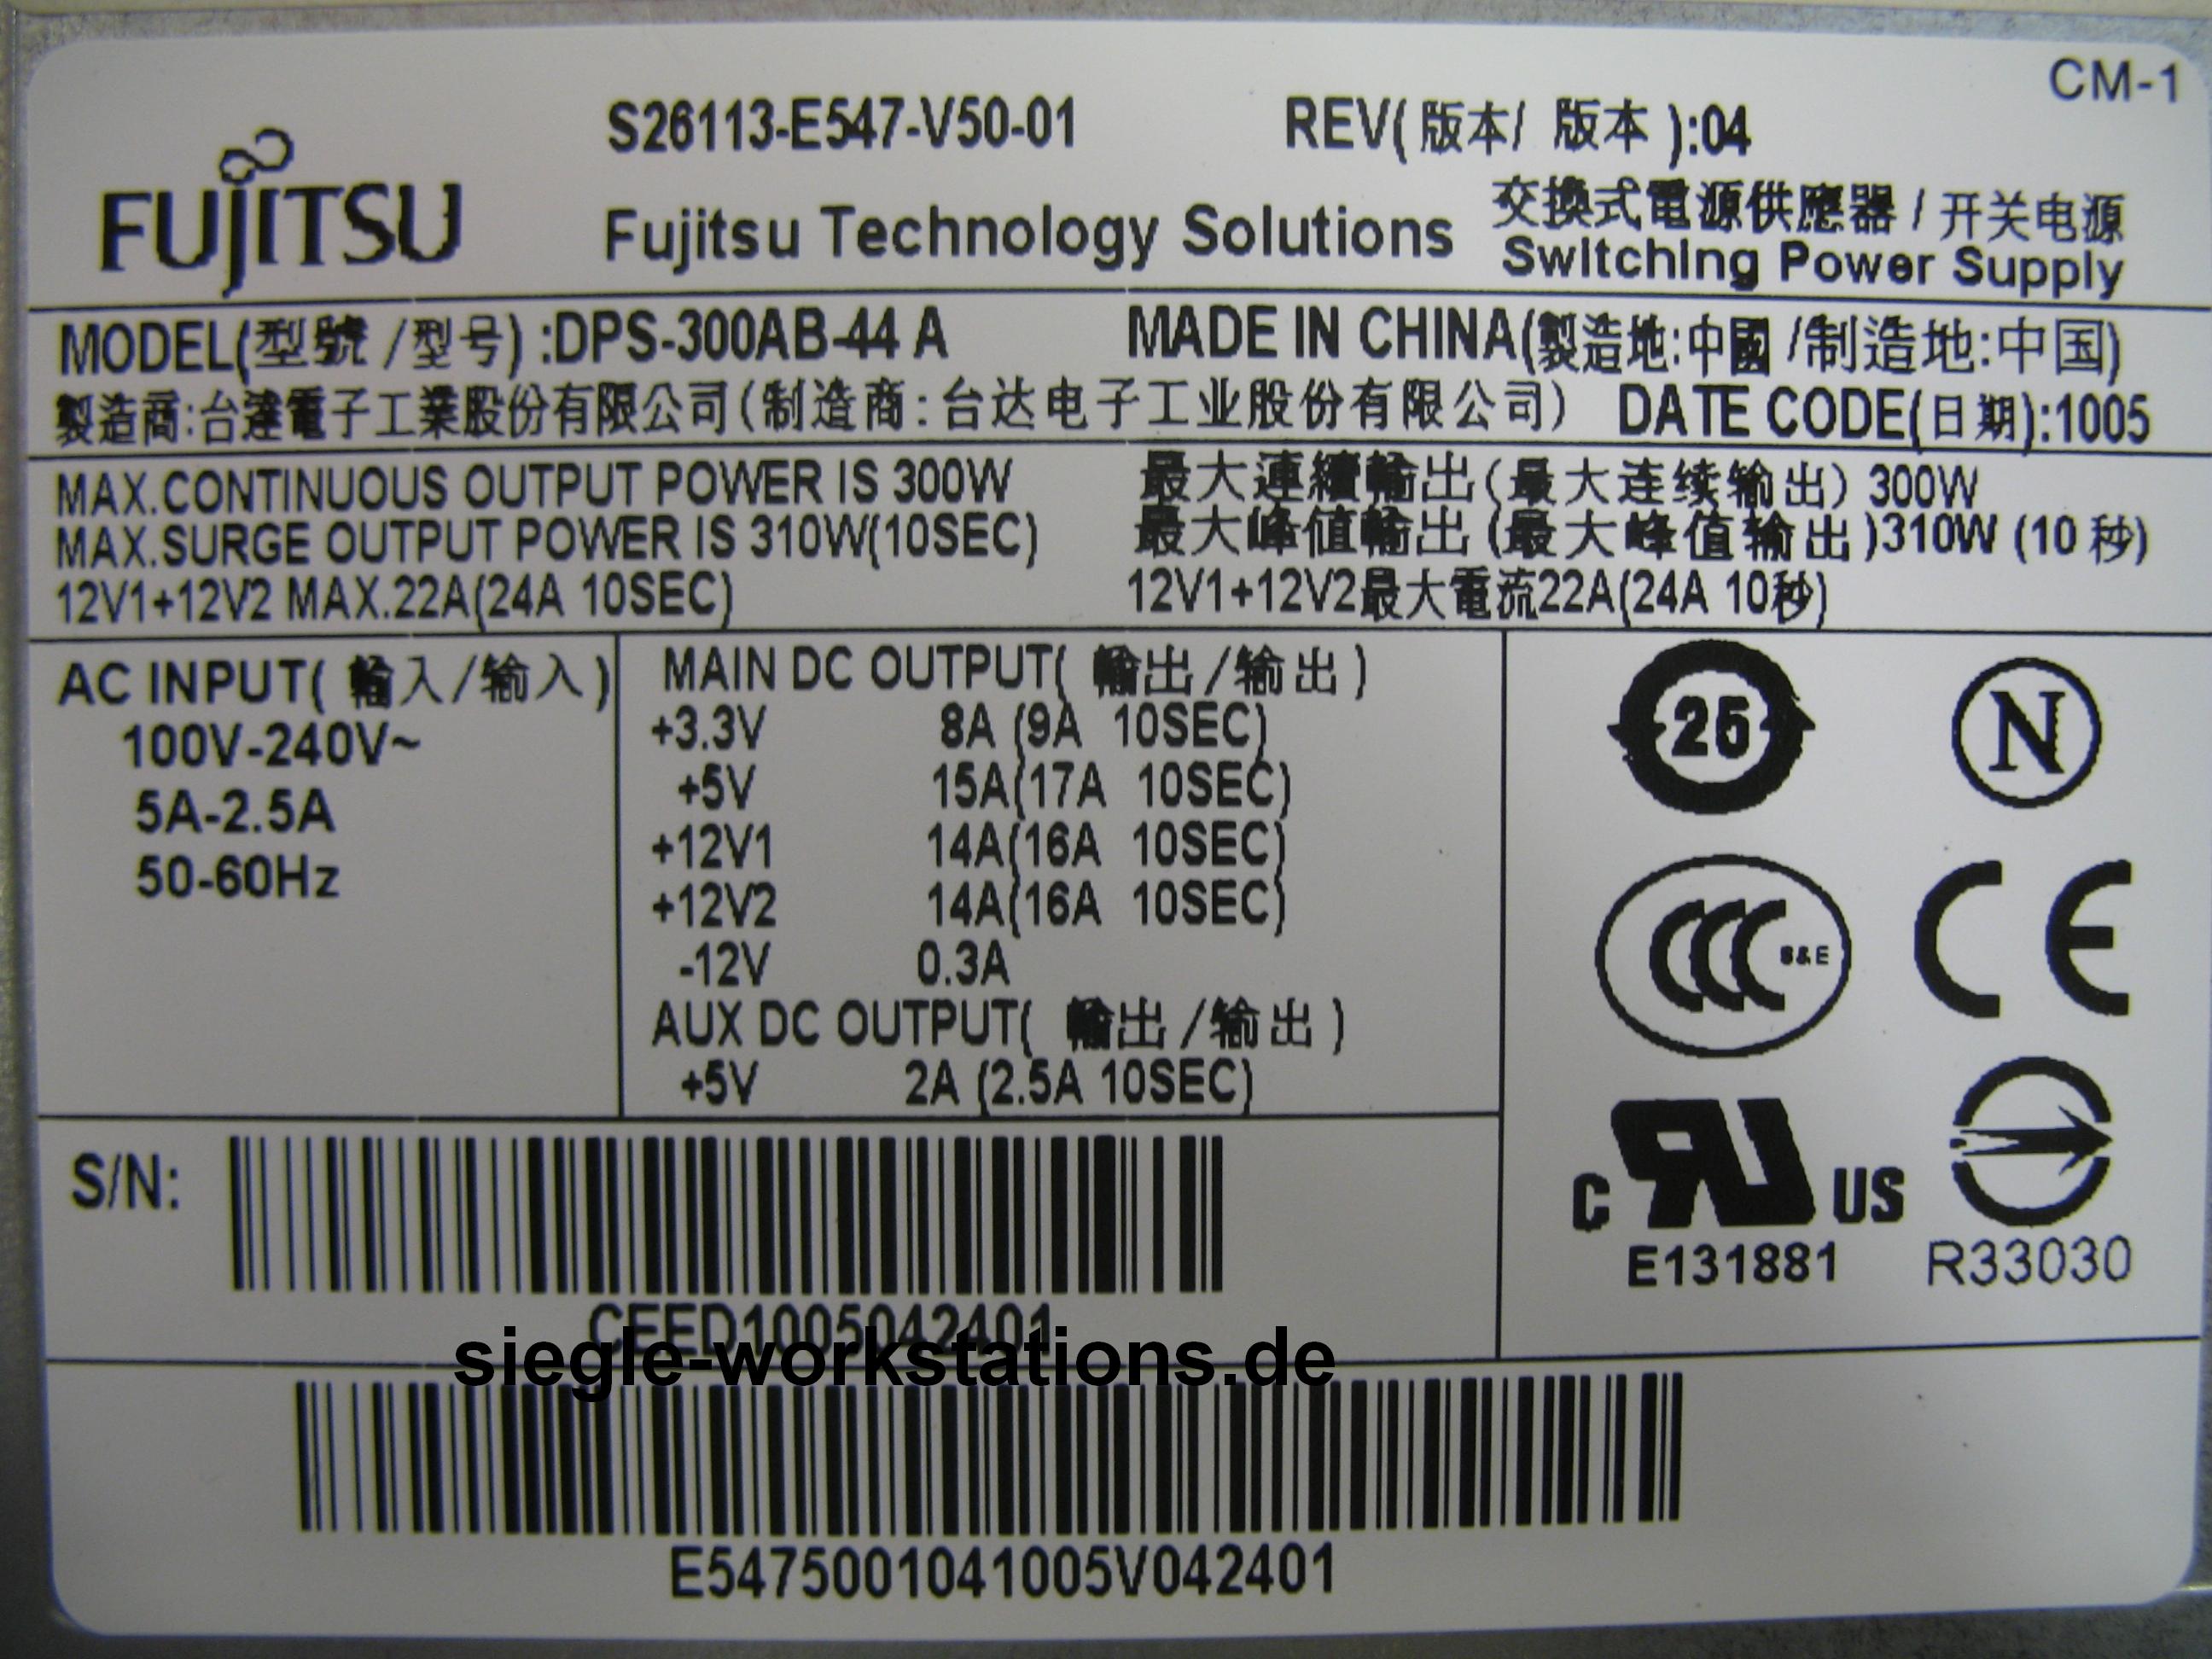 CM-1
S26113-E547-V50-01 REV(版本/ 版本 ):04
FUJITSU
Fujitsu Technology Solutions
交換式電源供應器 / 开关电源
Switching Power Supply
MODEL(型號 /型号) :DPS-300AB-44 A MADE IN CHINA(製造地:中國 /制造地:中国)
製造商:台達電子工業股份有限公司(制造商:台达电子工业股份有限公司) DATE CODE(日期):1005
MAX.CONTINUOUS OUTPUT POWER IS 300W 最大連續輸出(最大连续输出) 300W
MAX.SURGE OUTPUT POWER IS 310W(10SEC) 最大峰值輸出 (最大峰值输出)310W (10 秒)
12V1+12V2 MAX.22A(24A 10SEC) 12V1+12V2最大電流22A(24A 10秒)
AC INPUT( 輸入/输入 )
100V-240V~
5A-2.5A
50-60Hz
MAIN DC OUTPUT( 輸出/输出 )
+3.3V 8A (9A 10SEC)
+5V 15A(17A 10SEC)
+12V1 14A(16A 10SEC)
+12V2 14A(16A 10SEC)
-12V 0.3A
AUX DC OUTPUT( 輸出/输出 )
+5V 2A (2.5A 10SEC)
25
N
CCC S&E
CE
C RU US
E131881
R33030
S/N:
CEED1005042401
siegle-workstations.de
E5475001041005V042401